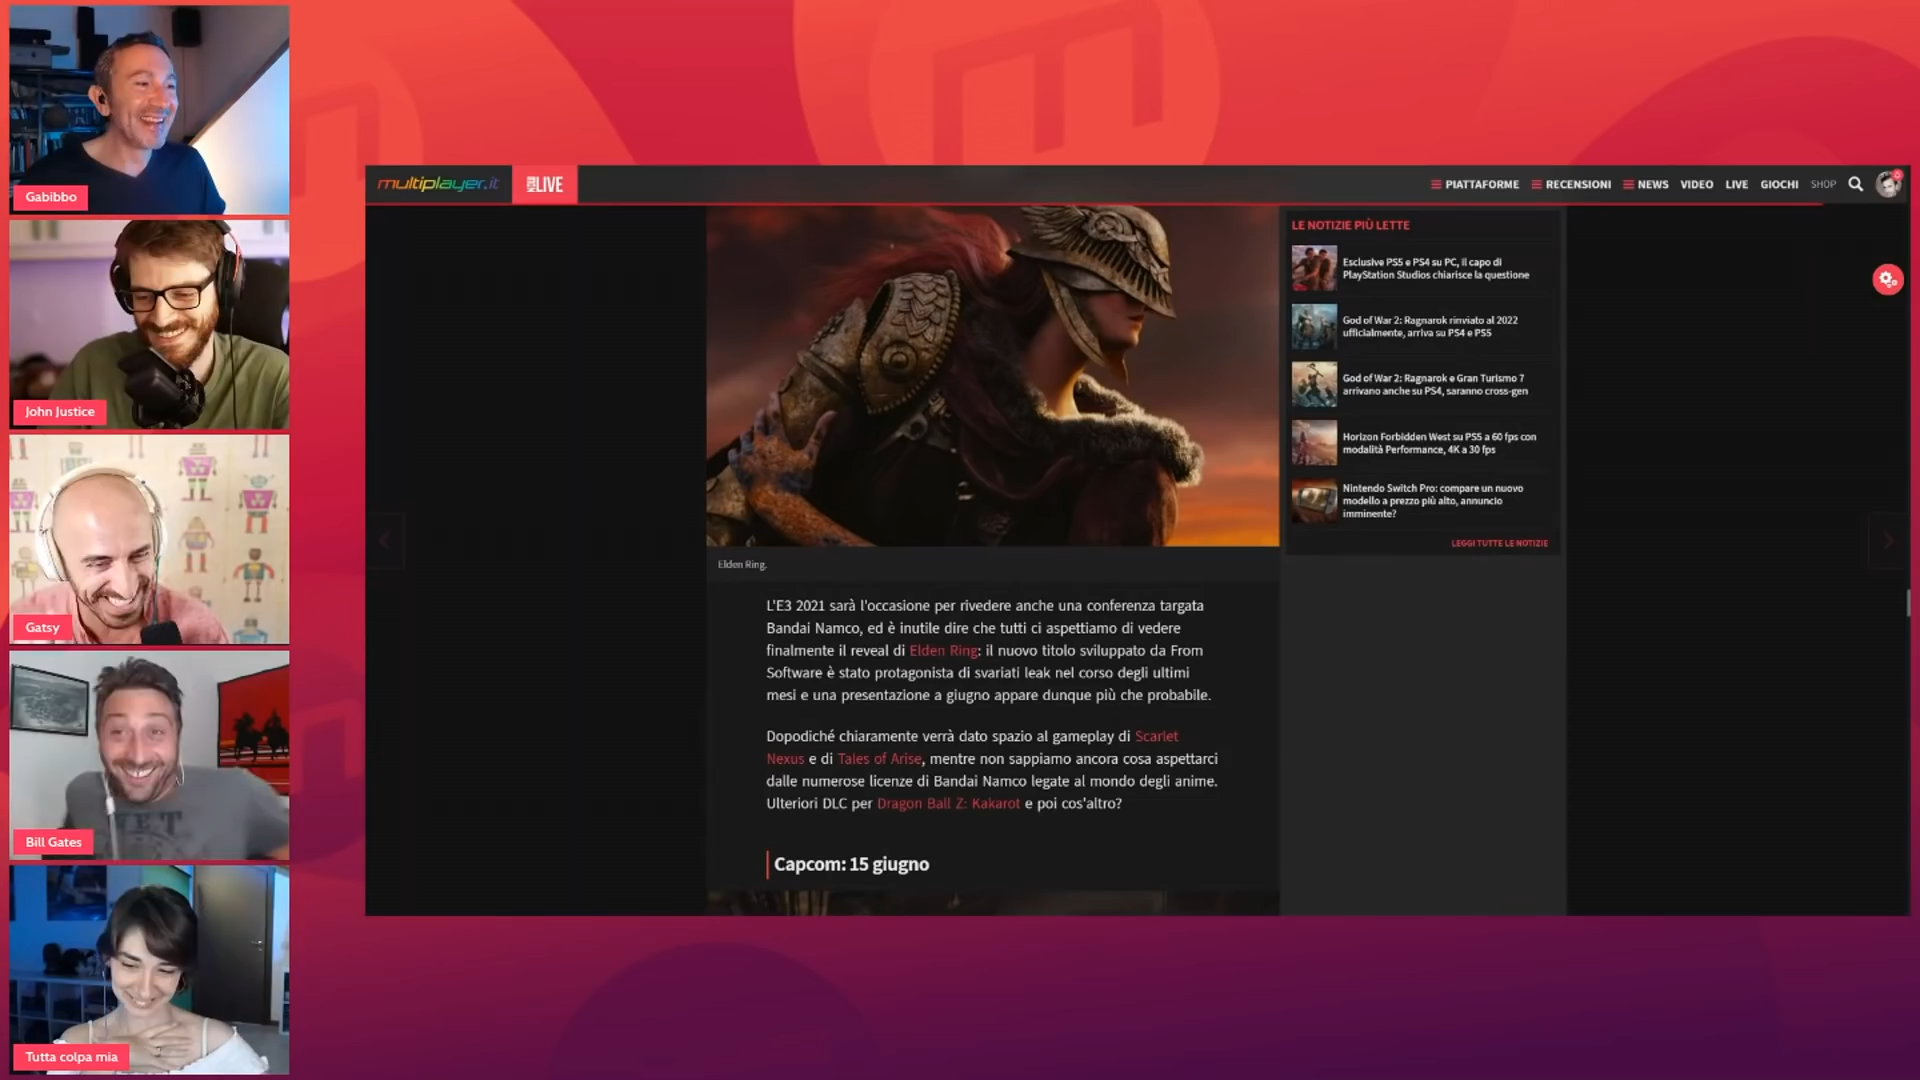 Gabibbo
John Justice
Gatsy
Bill Gates
Tutta colpa mia
multiplayer.it
LIVE
PIATTAFORME
RECENSIONI
NEWS
VIDEO
LIVE
GIOCHI
SHOP
Elden Ring.
L'E3 2021 sarà l'occasione per rivedere anche una conferenza targata
Bandai Namco, ed è inutile dire che tutti ci aspettiamo di vedere
finalmente il reveal di Elden Ring: il nuovo titolo sviluppato da From
Software è stato protagonista di svariati leak nel corso degli ultimi
mesi e una presentazione a giugno appare dunque più che probabile.
Dopodiché chiaramente verrà dato spazio al gameplay di Scarlet
Nexus e di Tales of Arise, mentre non sappiamo ancora cosa aspettarci
dalle numerose licenze di Bandai Namco legate al mondo degli anime.
Ulteriori DLC per Dragon Ball Z: Kakarot e poi cos'altro?
Capcom: 15 giugno
LE NOTIZIE PIÙ LETTE
Esclusive PS5 e PS4 su PC, il capo di
PlayStation Studios chiarisce la questione
God of War 2: Ragnarok rinviato al 2022
ufficialmente, arriva su PS4 e PS5
God of War 2: Ragnarok e Gran Turismo 7
arrivano anche su PS4, saranno cross-gen
Horizon Forbidden West su PS5 a 60 fps con
modalità Performance, 4K a 30 fps
Nintendo Switch Pro: compare un nuovo
modello a prezzo più alto, annuncio
imminente?
LEGGI TUTTE LE NOTIZIE